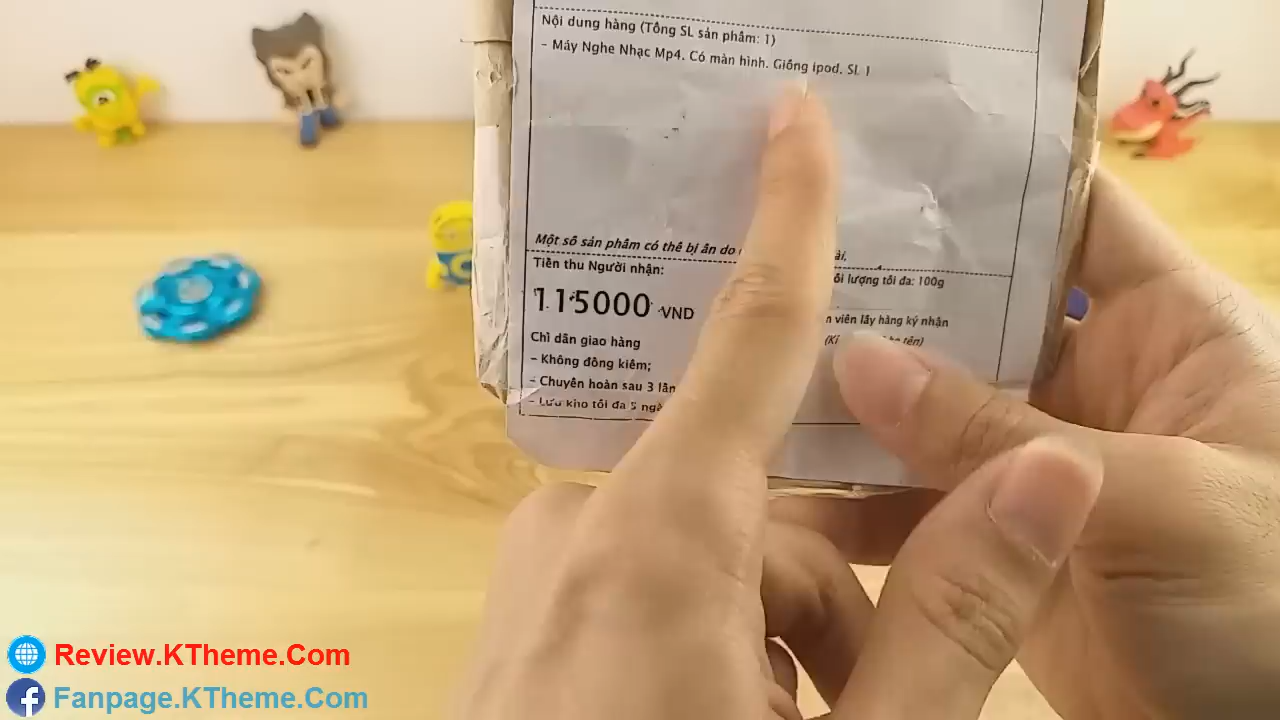 Nội dung hàng (Tổng SL sản phẩm: 1)
- Máy Nghe Nhạc Mp4. Có màn hình. Giống ipod. SL 1
Một số sản phẩm có thể bị ẩn do
ài.
Tiền thu Người nhận:
ối lượng tối đa: 100g
115000 VND
n viên lấy hàng ký nhận
Chỉ dẫn giao hàng
- Không đồng kiểm;
- Chuyển hoàn sau 3 lần
- Lưu kho tối đa 5 ngà
Review.KTheme.Com
Fanpage.KTheme.Com